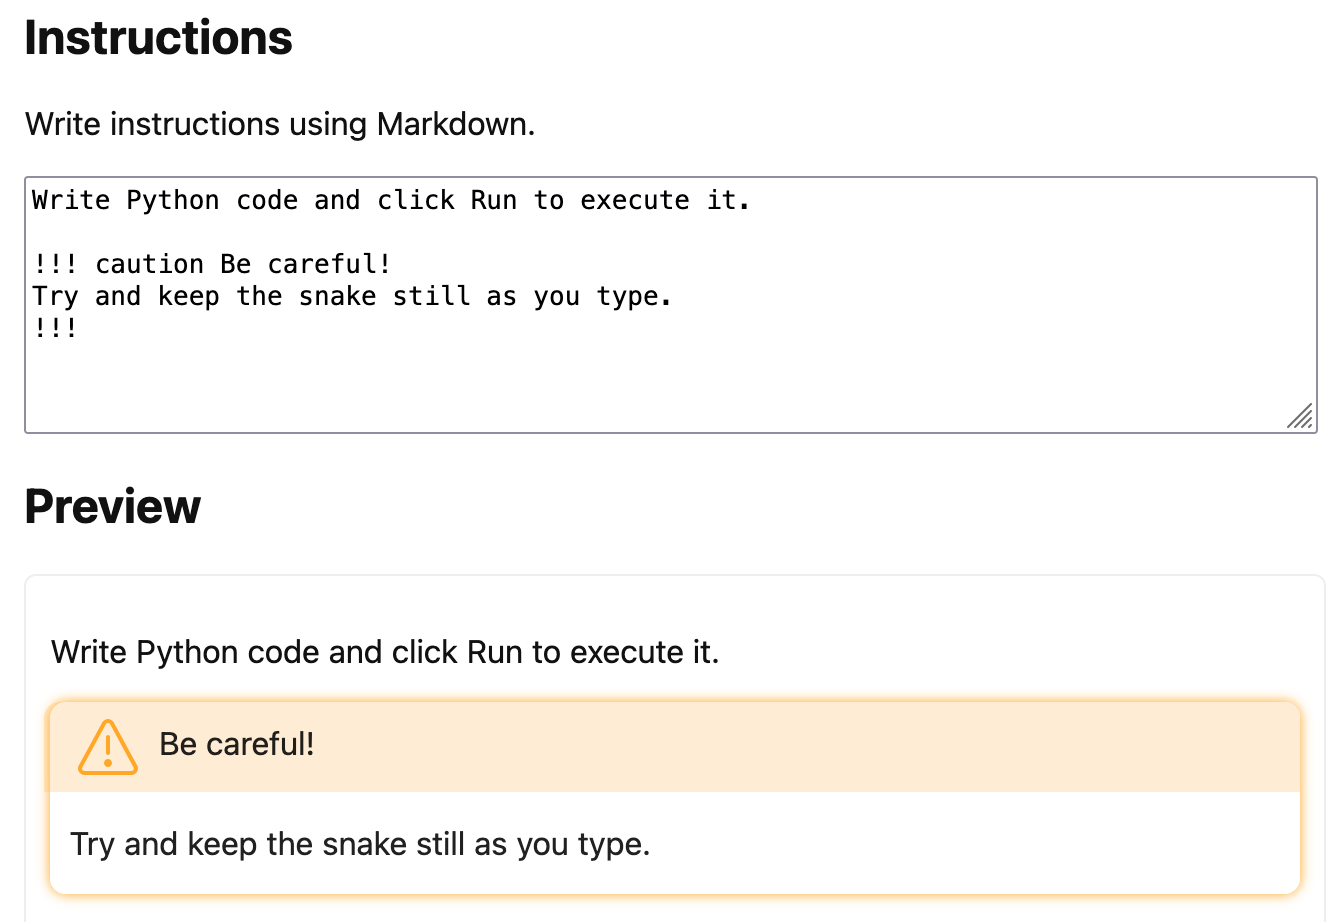 Instructions
Write instructions using Markdown.
Write Python code and click Run to execute it.
!!! caution Be careful!
Try and keep the snake still as you type.
!!!
Preview
Write Python code and click Run to execute it.
Be careful!
Try and keep the snake still as you type.